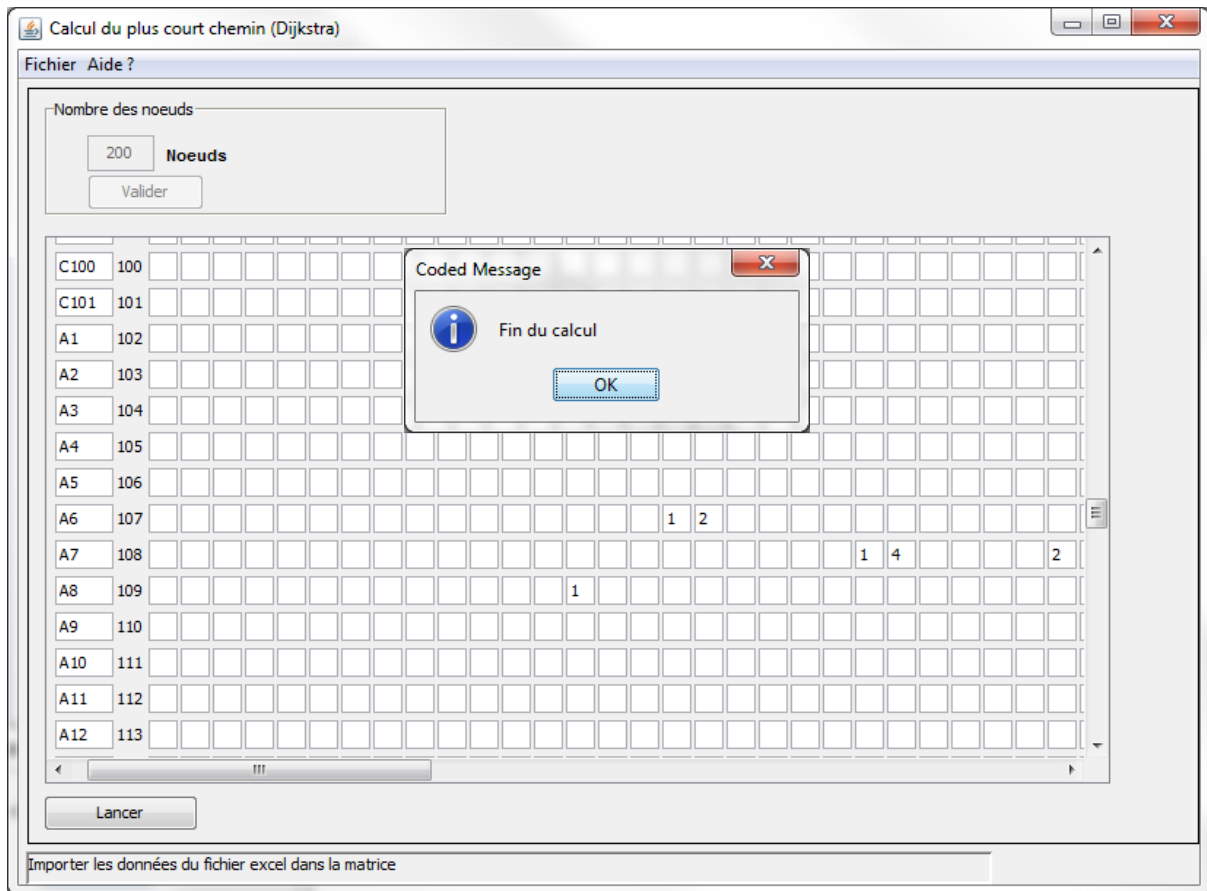 Calcul du plus court chemin (Dijkstra)
Fichier Aide ?
Nombre des noeuds
200 Noeuds
Valider
Coded Message
Fin du calcul
OK
C100 100
C101 101
A1 102
A2 103
A3 104
A4 105
A5 106
A6 107 1 2
A7 108 1 4 2
A8 109 1
A9 110
A10 111
A11 112
A12 113
Lancer
Importer les données du fichier excel dans la matrice